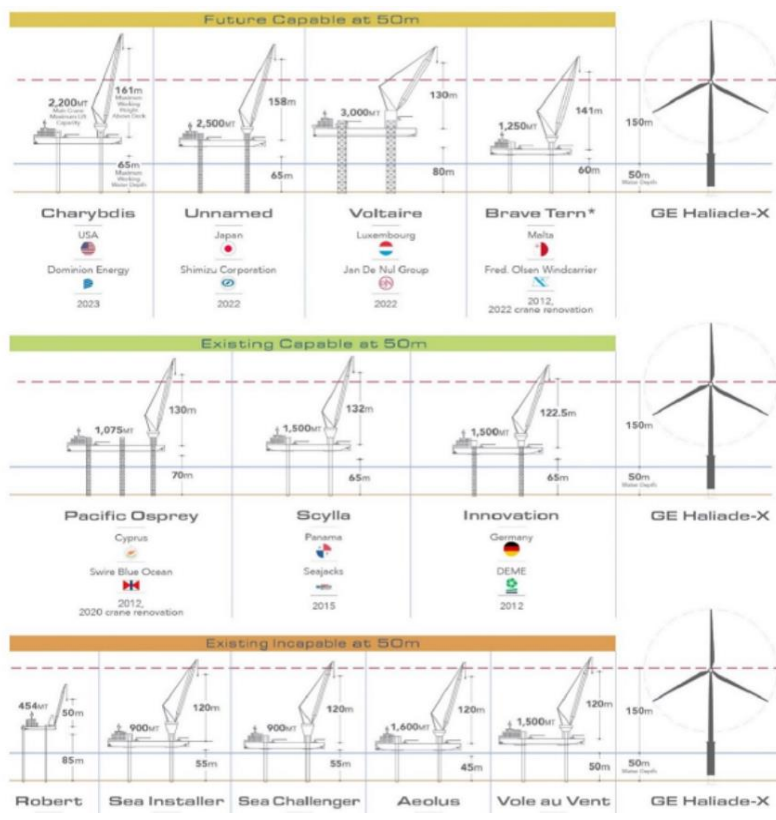 Future Capable at 50m
2,200MT
Main Crane
Maximum Lift
Capacity
161m
Maximum
Working
Height
Above Deck
65m
Maximum
Working
Water Depth
2,500MT
158m
65m
3,000MT
130m
80m
1,250MT
141m
60m
150m
50m
Water Depth
Charybdis
USA
Dominion Energy
2023
Unnamed
Japan
Shimizu Corporation
2022
Voltaire
Luxembourg
Jan De Nul Group
2022
Brave Tern*
Malta
Fred. Olsen Windcarrier
2012,
2022 crane renovation
GE Haliade-X
Existing Capable at 50m
1,075MT
130m
70m
1,500MT
132m
65m
1,500MT
122.5m
65m
150m
50m
Water Depth
Pacific Osprey
Cyprus
Swire Blue Ocean
2012,
2020 crane renovation
Scylla
Panama
Seajacks
2015
Innovation
Germany
DEME
2012
GE Haliade-X
Existing Incapable at 50m
454MT
50m
85m
900MT
120m
55m
900MT
120m
55m
1,600MT
120m
45m
1,500MT
120m
50m
150m
50m
Water Depth
Robert
Sea Installer
Sea Challenger
Aeolus
Vole au Vent
GE Haliade-X